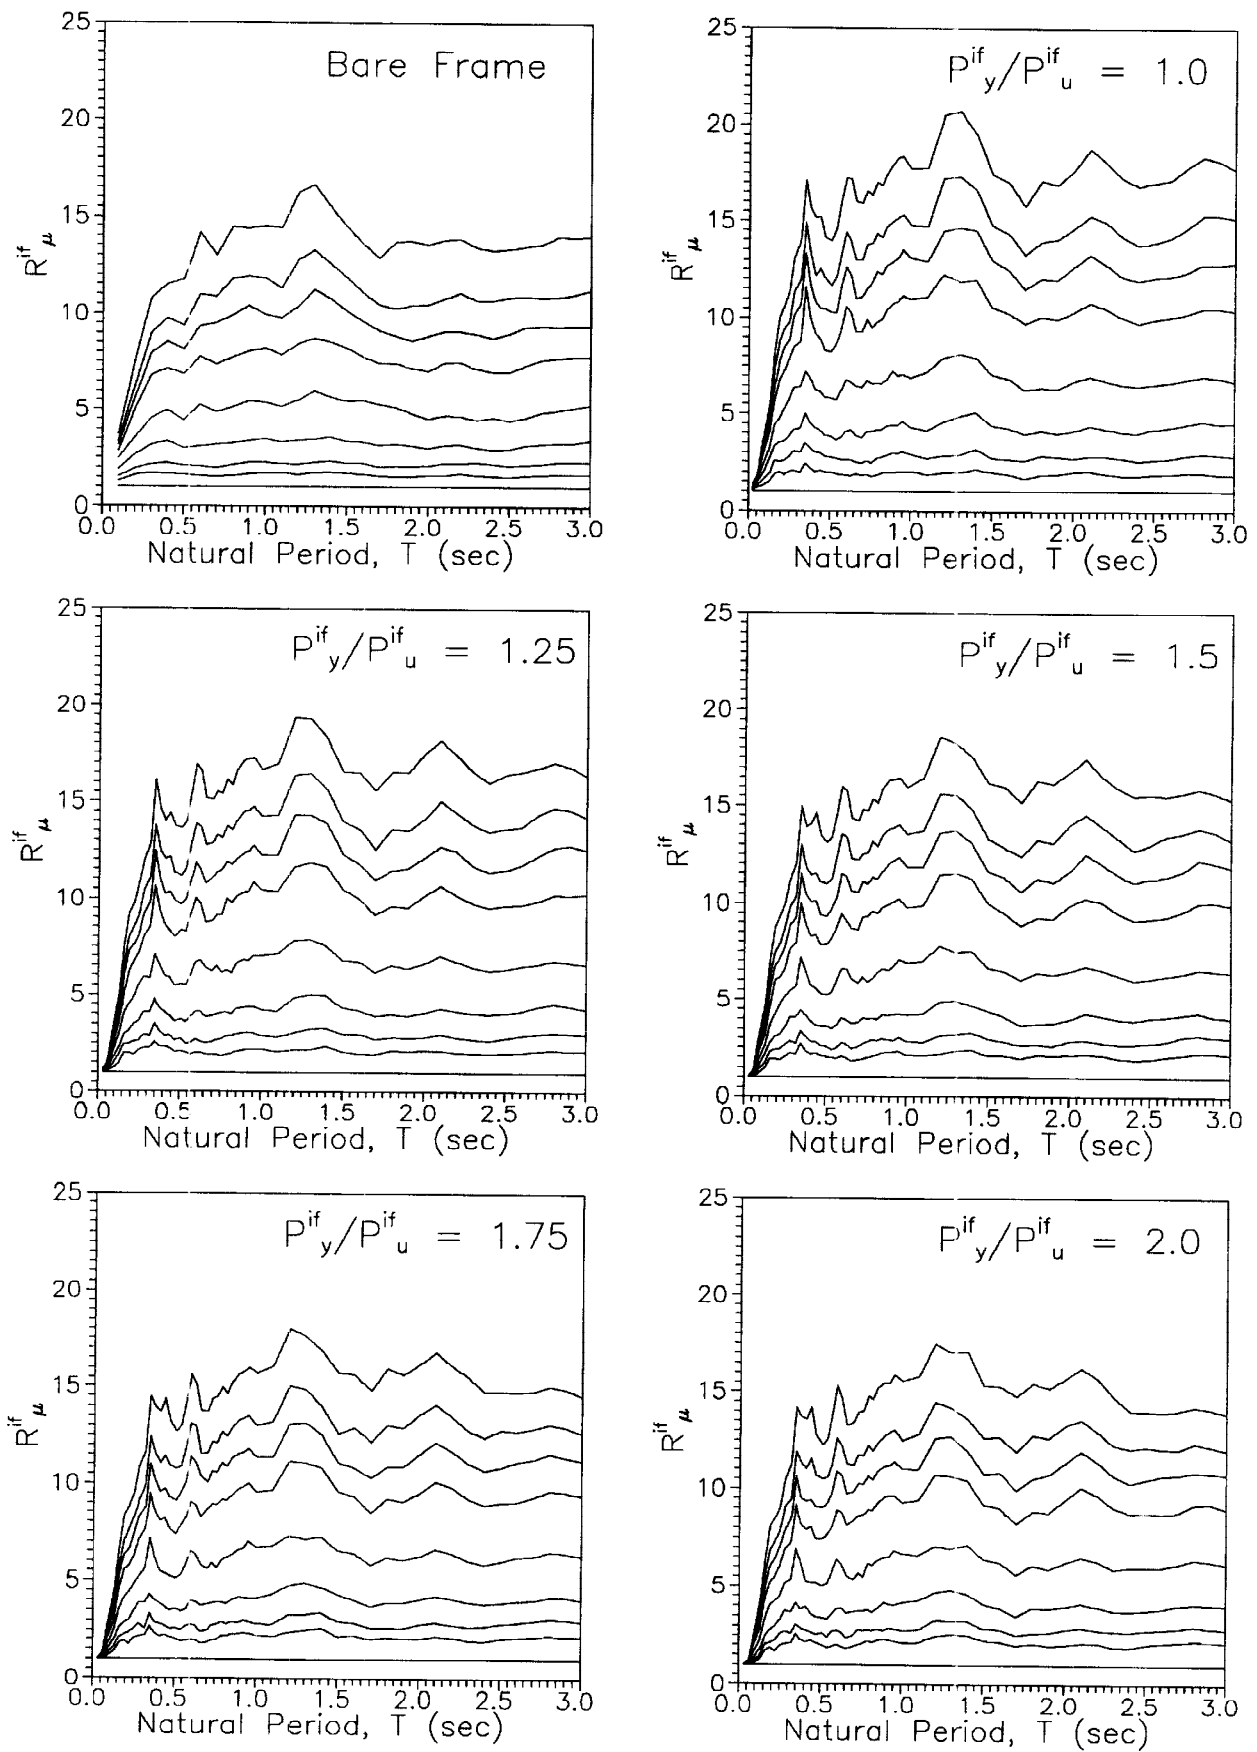 Bare Frame
25
20
15
10
5
0
R^if_μ
0.0 0.5 1.0 1.5 2.0 2.5 3.0
Natural Period, T (sec)
P^if_y/P^if_u = 1.0
25
20
15
10
5
0
R^if_μ
0.0 0.5 1.0 1.5 2.0 2.5 3.0
Natural Period, T (sec)
P^if_y/P^if_u = 1.25
25
20
15
10
5
0
R^if_μ
0.0 0.5 1.0 1.5 2.0 2.5 3.0
Natural Period, T (sec)
P^if_y/P^if_u = 1.5
25
20
15
10
5
0
R^if_μ
0.0 0.5 1.0 1.5 2.0 2.5 3.0
Natural Period, T (sec)
P^if_y/P^if_u = 1.75
25
20
15
10
5
0
R^if_μ
0.0 0.5 1.0 1.5 2.0 2.5 3.0
Natural Period, T (sec)
P^if_y/P^if_u = 2.0
25
20
15
10
5
0
R^if_μ
0.0 0.5 1.0 1.5 2.0 2.5 3.0
Natural Period, T (sec)